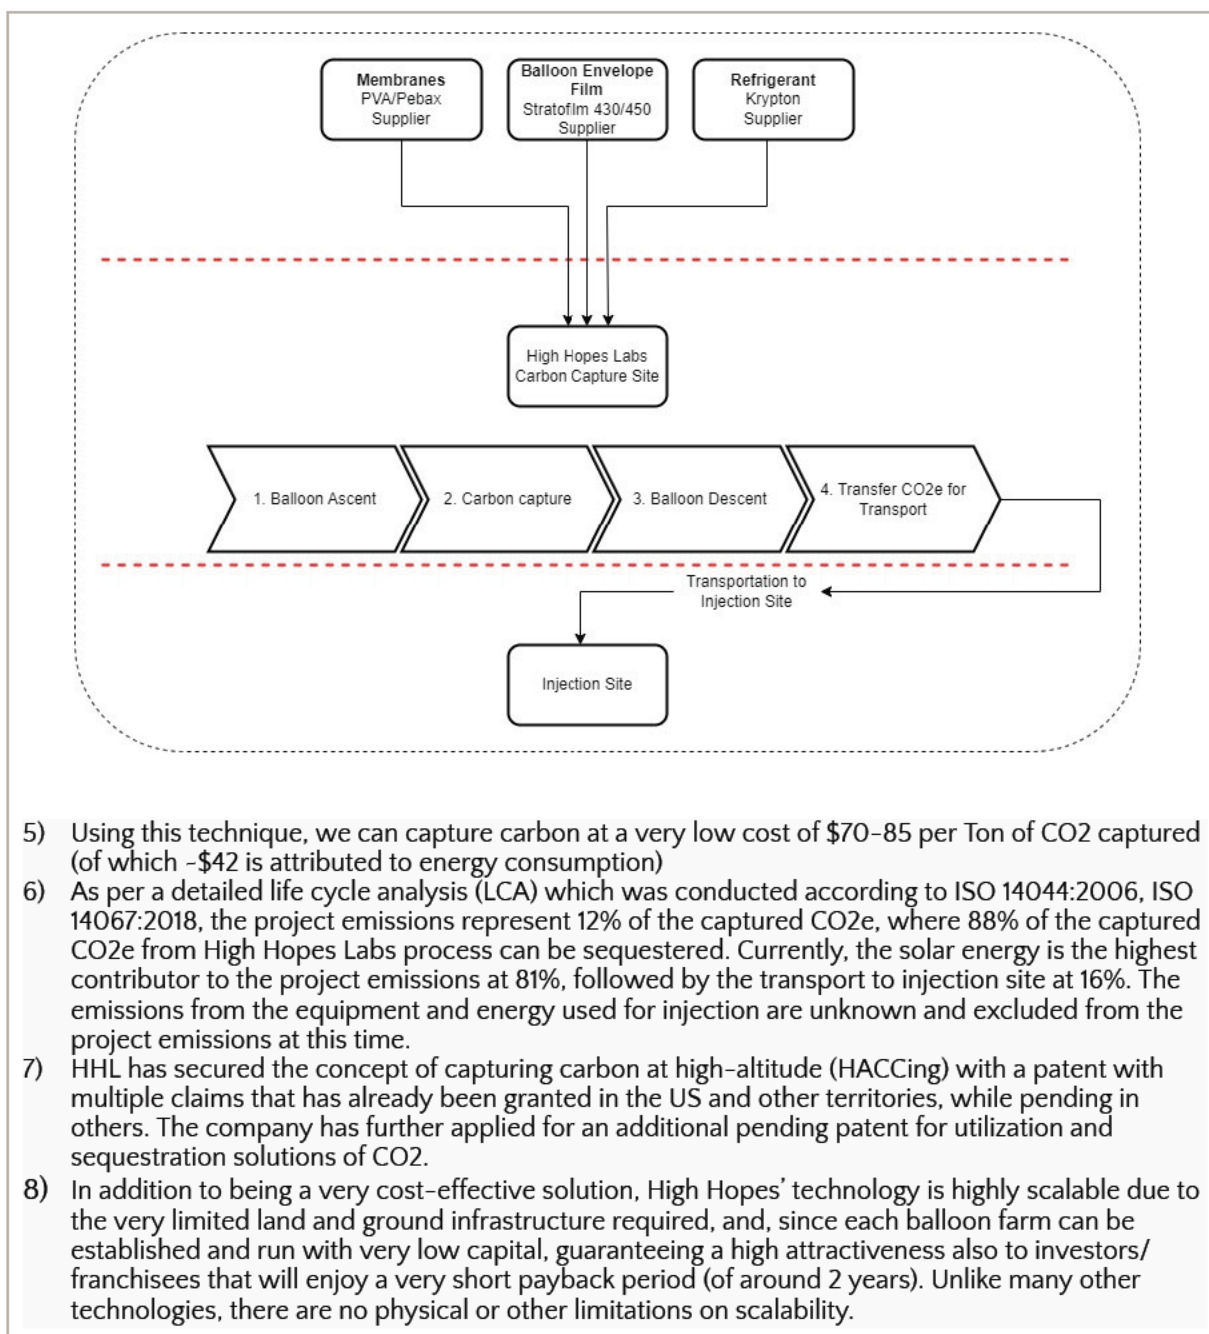 Membranes
PVA/Pebax
Supplier
Balloon Envelope
Film
Stratofilm 430/450
Supplier
Refrigerant
Krypton
Supplier
High Hopes Labs
Carbon Capture Site
1. Balloon Ascent
2. Carbon capture
3. Balloon Descent
4. Transfer CO2e for
Transport
Transportation to
Injection Site
Injection Site
5) Using this technique, we can capture carbon at a very low cost of $70-85 per Ton of CO2 captured
(of which ~$42 is attributed to energy consumption)
6) As per a detailed life cycle analysis (LCA) which was conducted according to ISO 14044:2006, ISO
14067:2018, the project emissions represent 12% of the captured CO2e, where 88% of the captured
CO2e from High Hopes Labs process can be sequestered. Currently, the solar energy is the highest
contributor to the project emissions at 81%, followed by the transport to injection site at 16%. The
emissions from the equipment and energy used for injection are unknown and excluded from the
project emissions at this time.
7) HHL has secured the concept of capturing carbon at high-altitude (HACCing) with a patent with
multiple claims that has already been granted in the US and other territories, while pending in
others. The company has further applied for an additional pending patent for utilization and
sequestration solutions of CO2.
8) In addition to being a very cost-effective solution, High Hopes' technology is highly scalable due to
the very limited land and ground infrastructure required, and, since each balloon farm can be
established and run with very low capital, guaranteeing a high attractiveness also to investors/
franchisees that will enjoy a very short payback period (of around 2 years). Unlike many other
technologies, there are no physical or other limitations on scalability.